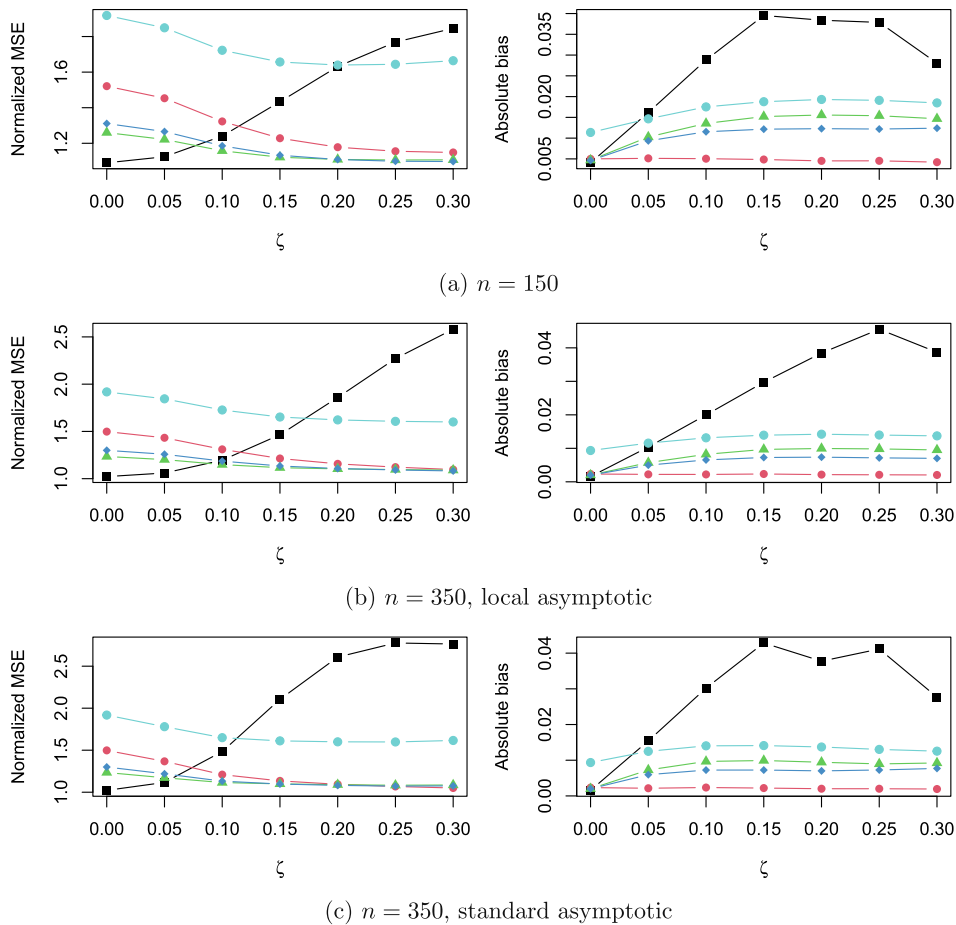 Normalized MSE
1.2
1.6
0.00 0.05 0.10 0.15 0.20 0.25 0.30
ζ
Absolute bias
0.005
0.020
0.035
0.00 0.05 0.10 0.15 0.20 0.25 0.30
ζ
(a) n = 150
Normalized MSE
1.0
1.5
2.0
2.5
0.00 0.05 0.10 0.15 0.20 0.25 0.30
ζ
Absolute bias
0.00
0.02
0.04
0.00 0.05 0.10 0.15 0.20 0.25 0.30
ζ
(b) n = 350, local asymptotic
Normalized MSE
1.0
1.5
2.0
2.5
0.00 0.05 0.10 0.15 0.20 0.25 0.30
ζ
Absolute bias
0.00
0.02
0.04
0.00 0.05 0.10 0.15 0.20 0.25 0.30
ζ
(c) n = 350, standard asymptotic